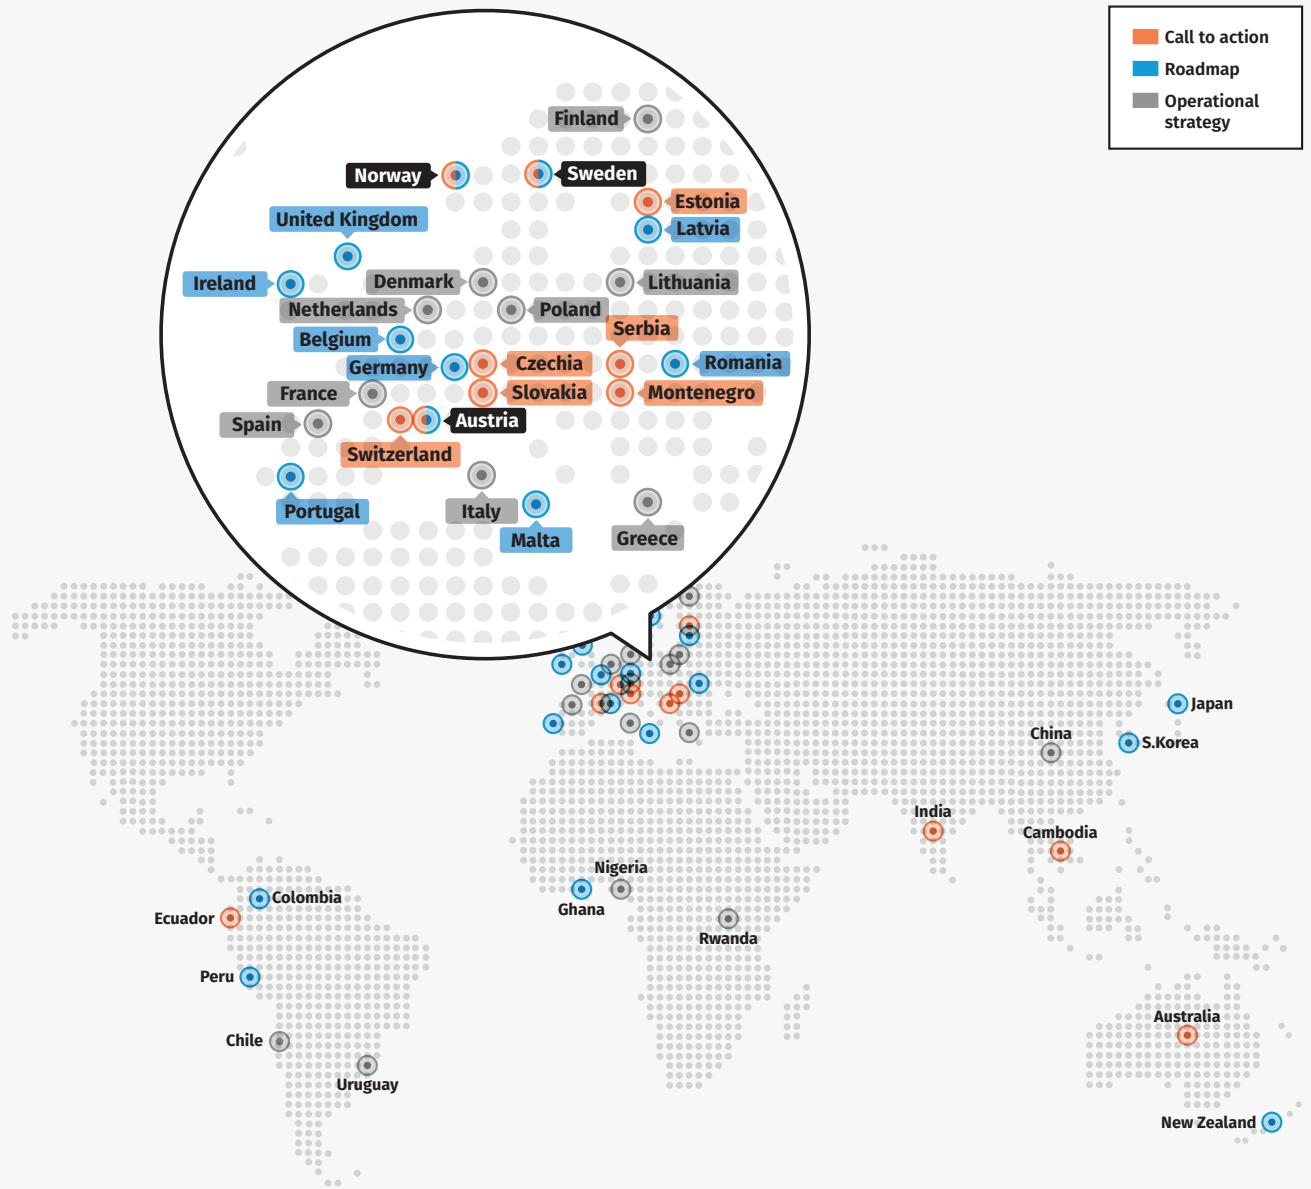 Call to action
Roadmap
Operational
strategy
Finland
Norway
Sweden
Estonia
United Kingdom
Latvia
Ireland
Denmark
Lithuania
Netherlands
Poland
Serbia
Belgium
Germany
Czechia
Romania
France
Slovakia
Montenegro
Spain
Austria
Switzerland
Portugal
Italy
Malta
Greece
Japan
China
S.Korea
India
Cambodia
Nigeria
Colombia
Ghana
Ecuador
Rwanda
Peru
Australia
Chile
Uruguay
New Zealand